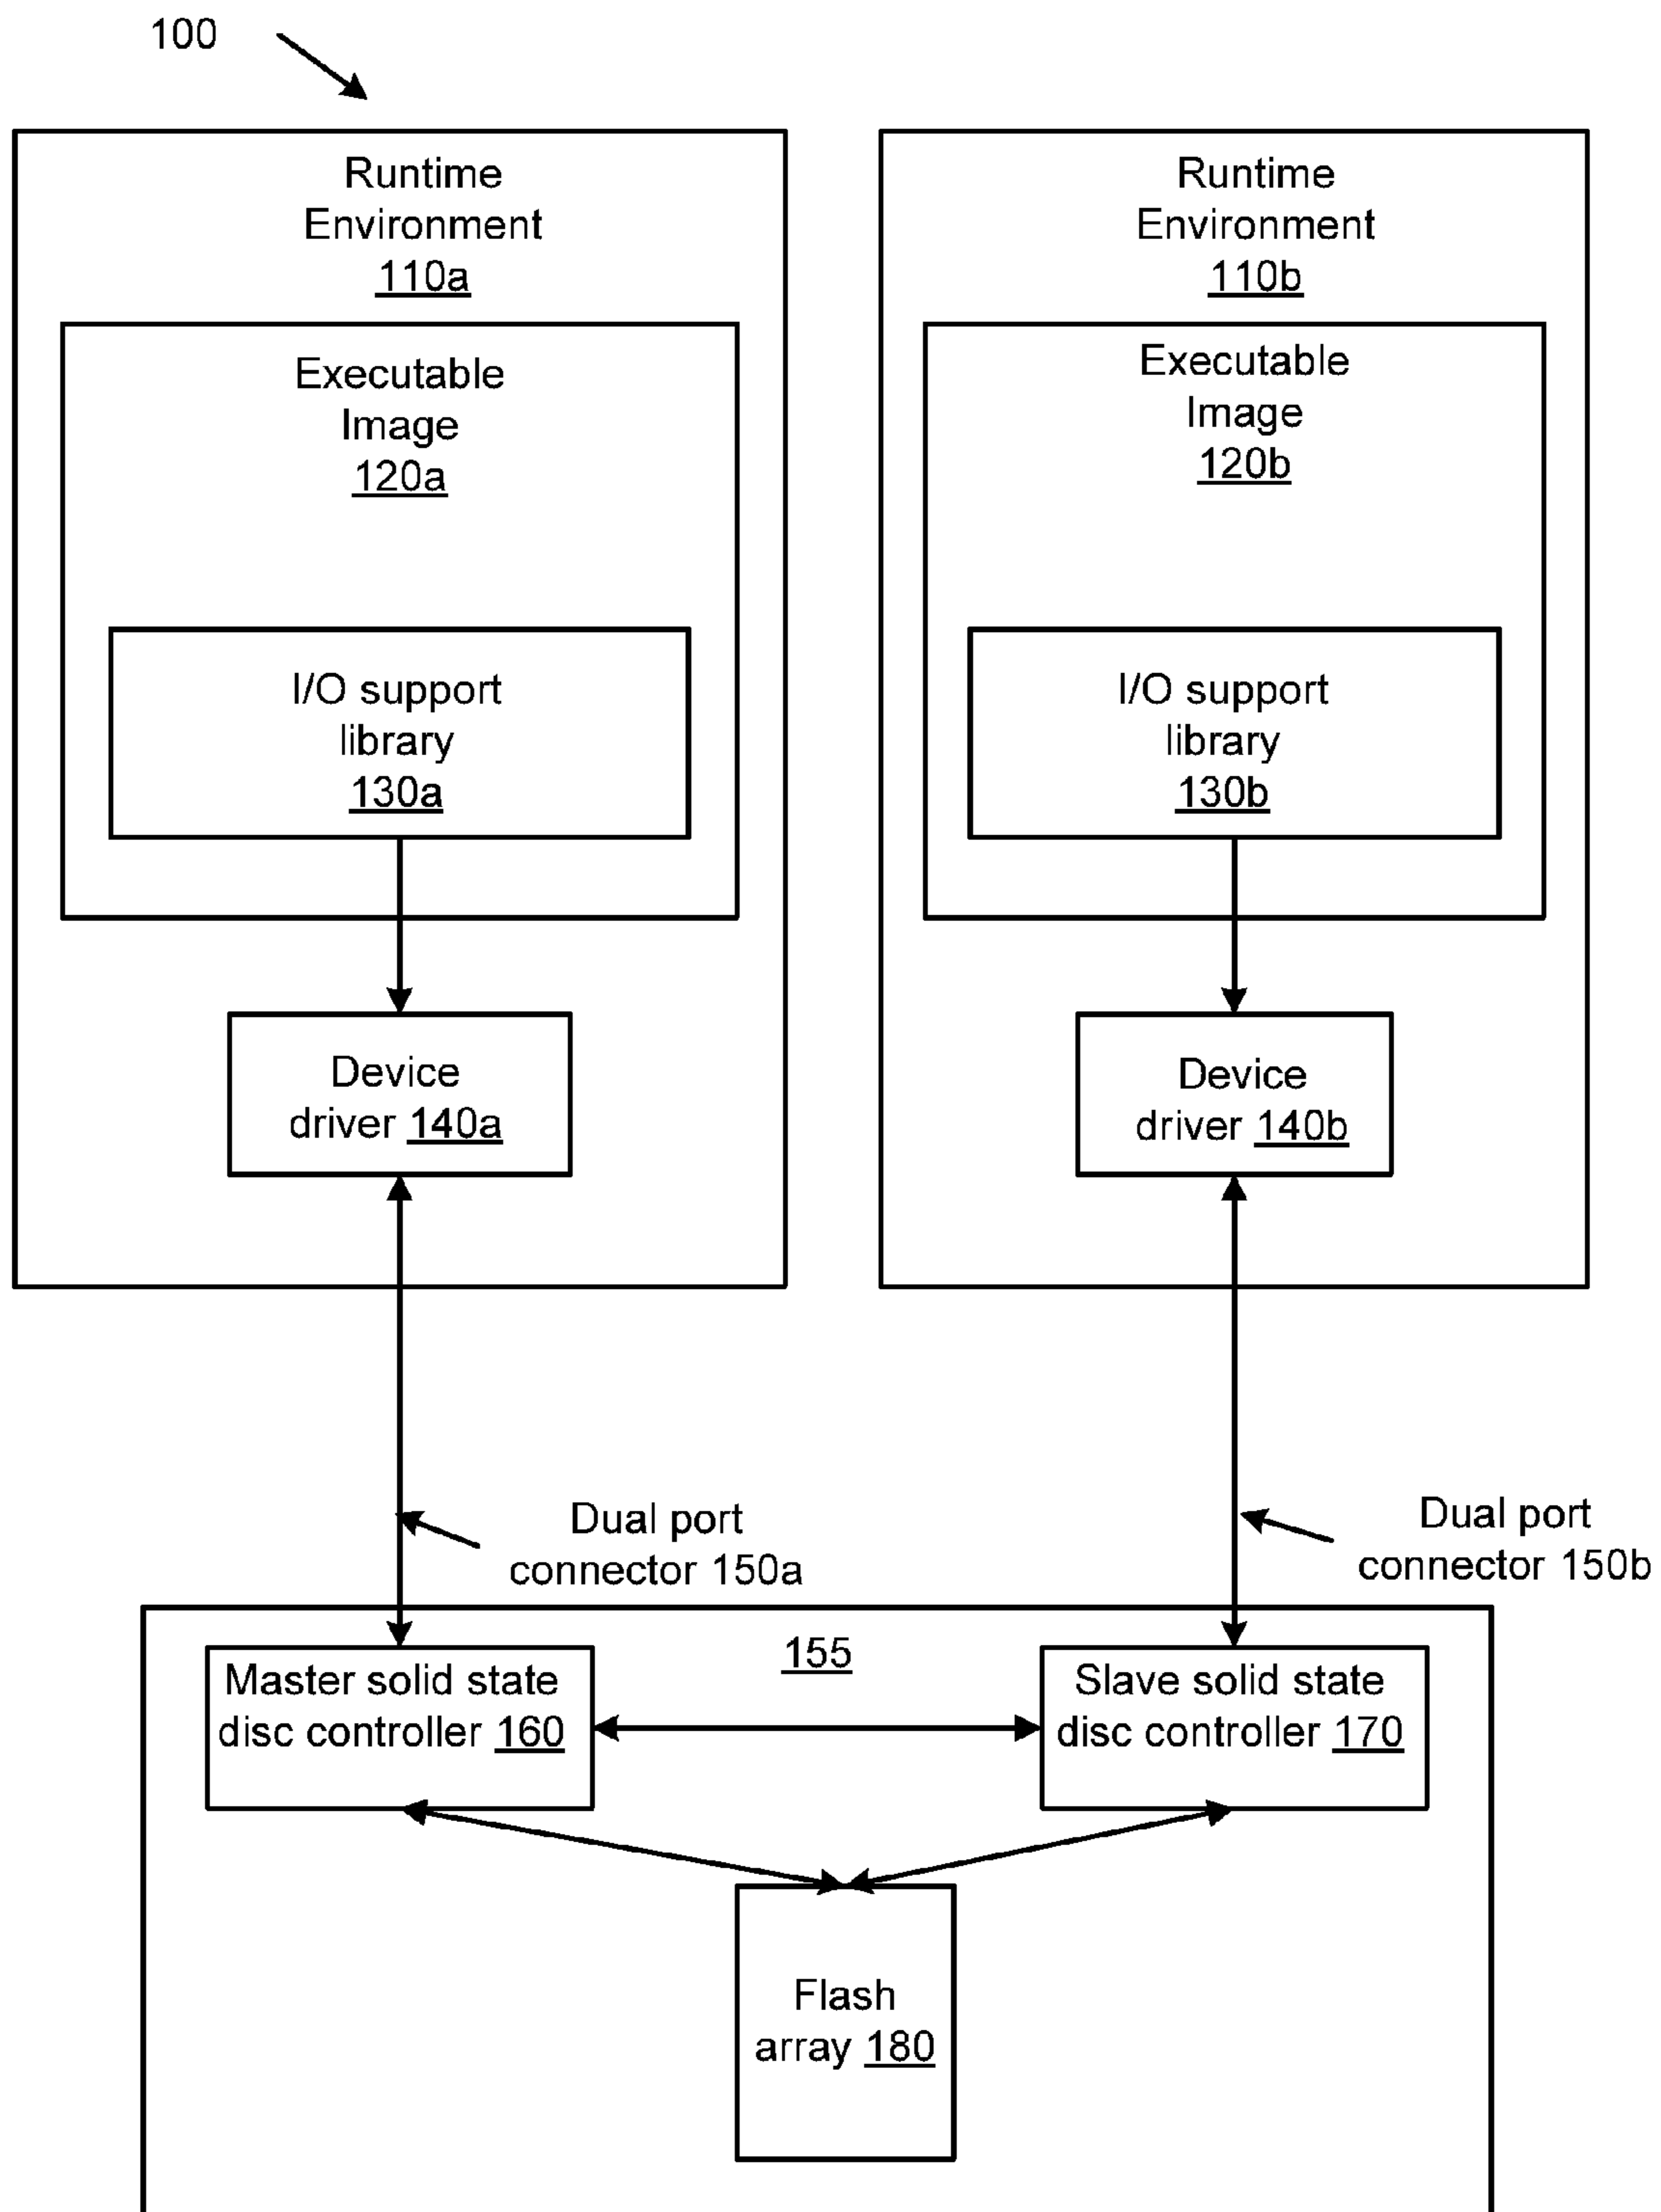 100
Runtime
Environment
110a
Executable
Image
120a
I/O support
library
130a
Device
driver 140a
Runtime
Environment
110b
Executable
Image
120b
I/O support
library
130b
Device
driver 140b
Dual port
connector 150a
Dual port
connector 150b
155
Master solid state
disc controller 160
Slave solid state
disc controller 170
Flash
array 180